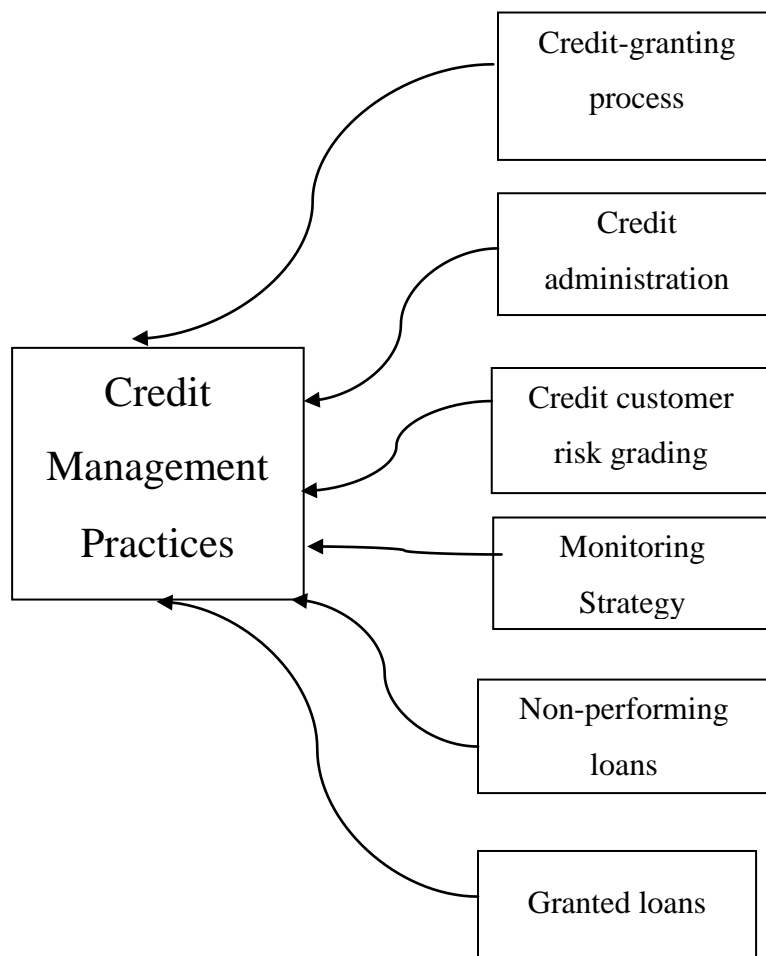 Credit-granting
process
Credit
administration
Credit
Management
Practices
Credit customer
risk grading
Monitoring
Strategy
Non-performing
loans
Granted loans